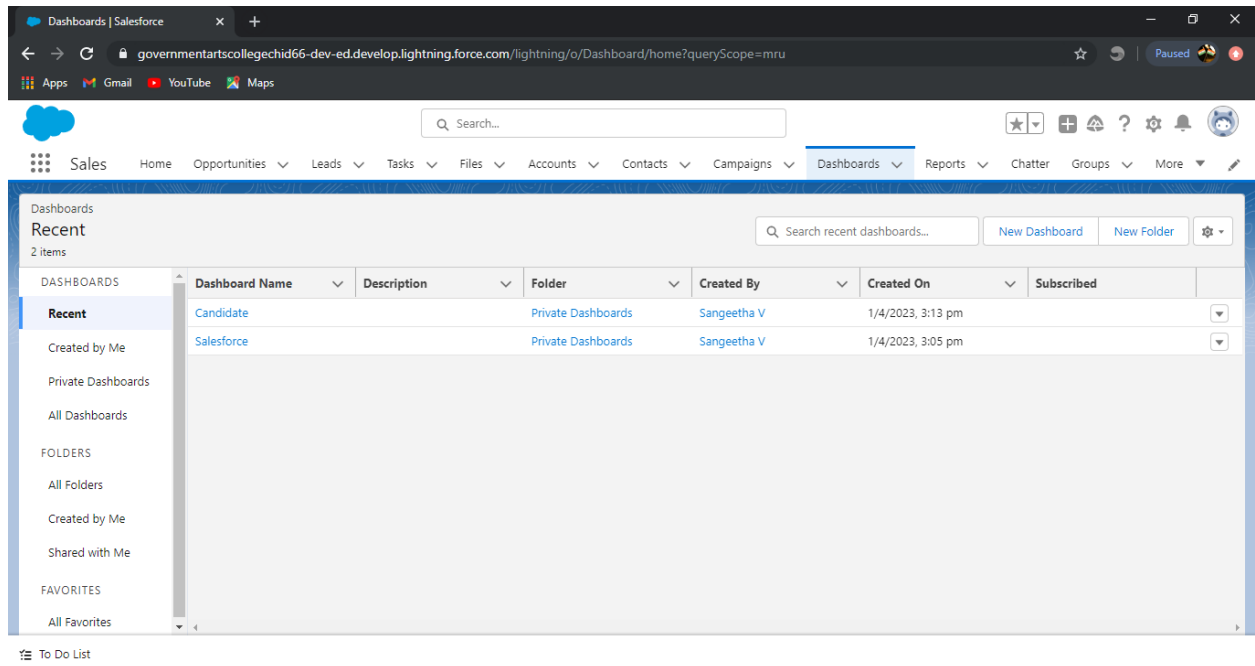 Dashboards | Salesforce
governmentartscollegechid66-dev-ed.develop.lightning.force.com/lightning/o/Dashboard/home?queryScope=mru
Paused
Apps Gmail YouTube Maps
Search...
Sales Home Opportunities Leads Tasks Files Accounts Contacts Campaigns Dashboards Reports Chatter Groups More
Dashboards
Recent
2 items
Search recent dashboards...
New Dashboard New Folder
DASHBOARDS
Recent
Created by Me
Private Dashboards
All Dashboards
FOLDERS
All Folders
Created by Me
Shared with Me
FAVORITES
All Favorites
Dashboard Name Description Folder Created By Created On Subscribed
Candidate Private Dashboards Sangeetha V 1/4/2023, 3:13 pm
Salesforce Private Dashboards Sangeetha V 1/4/2023, 3:05 pm
To Do List